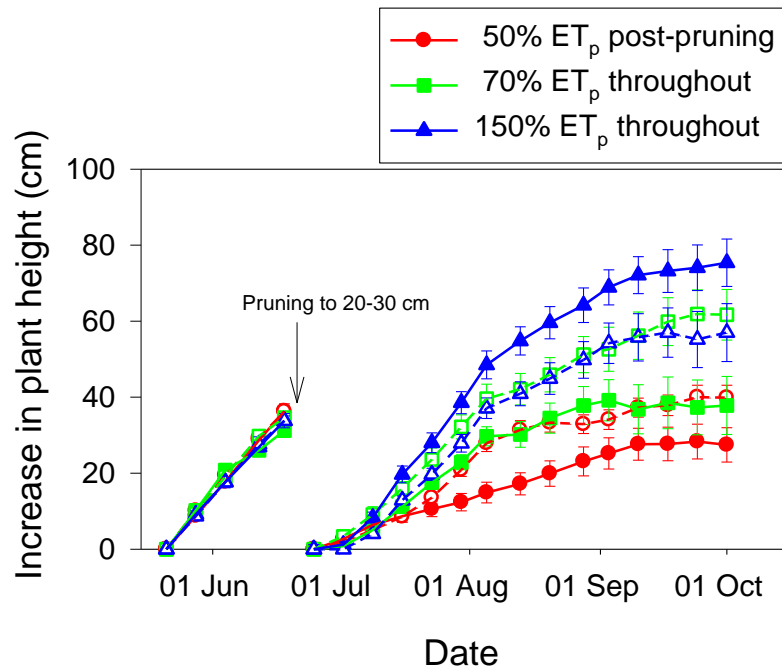 50% ETp post-pruning
70% ETp throughout
150% ETp throughout
Increase in plant height (cm)
100
80
60
40
20
0
Pruning to 20-30 cm
01 Jun
01 Jul
01 Aug
01 Sep
01 Oct
Date